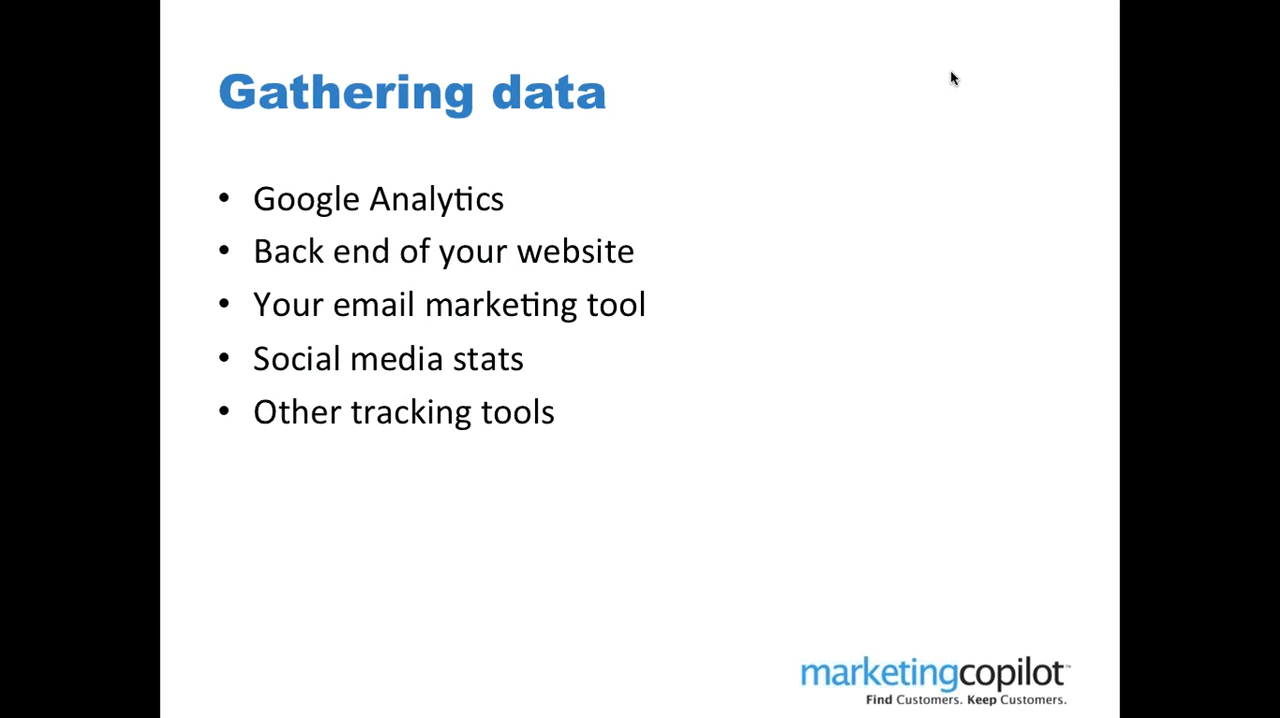 Gathering data
• Google Analytics
• Back end of your website
• Your email marketing tool
• Social media stats
• Other tracking tools
marketingcopilot™
Find Customers. Keep Customers.